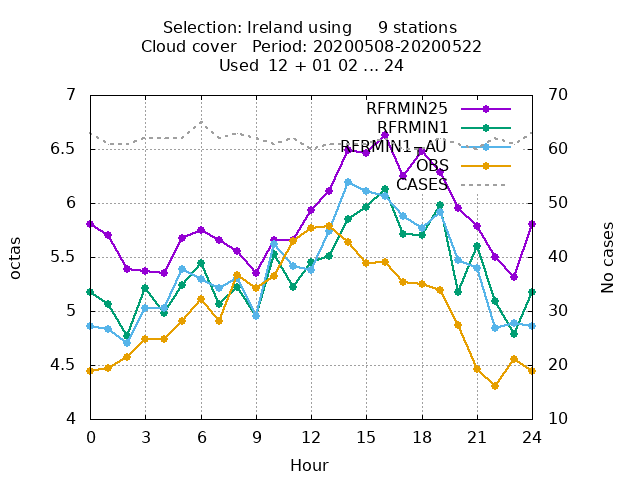 Selection: Ireland using 9 stations
Cloud cover Period: 20200508-20200522
Used 12 + 01 02 ... 24
7
6.5
6
5.5
5
4.5
4
70
60
50
40
30
20
10
0 3 6 9 12 15 18 21 24
octas
No cases
Hour
RFRMIN25
RFRMIN1
RFRMIN1_AU
OBS
CASES